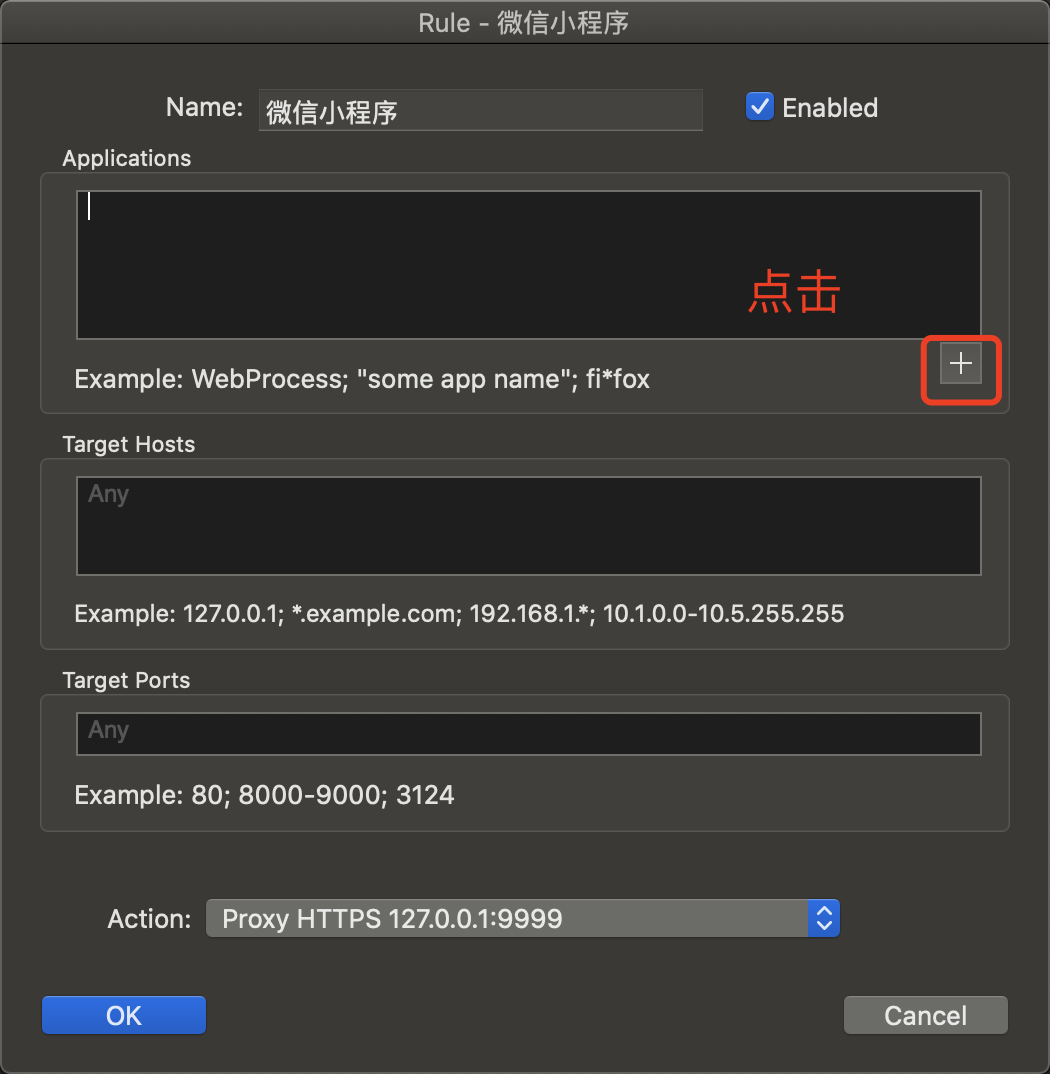 Rule - 微信小程序
Name: 微信小程序 Enabled
Applications
点击
Example: WebProcess; "some app name"; fi*fox
Target Hosts
Any
Example: 127.0.0.1; *.example.com; 192.168.1.*; 10.1.0.0-10.5.255.255
Target Ports
Any
Example: 80; 8000-9000; 3124
Action: Proxy HTTPS 127.0.0.1:9999
OK Cancel